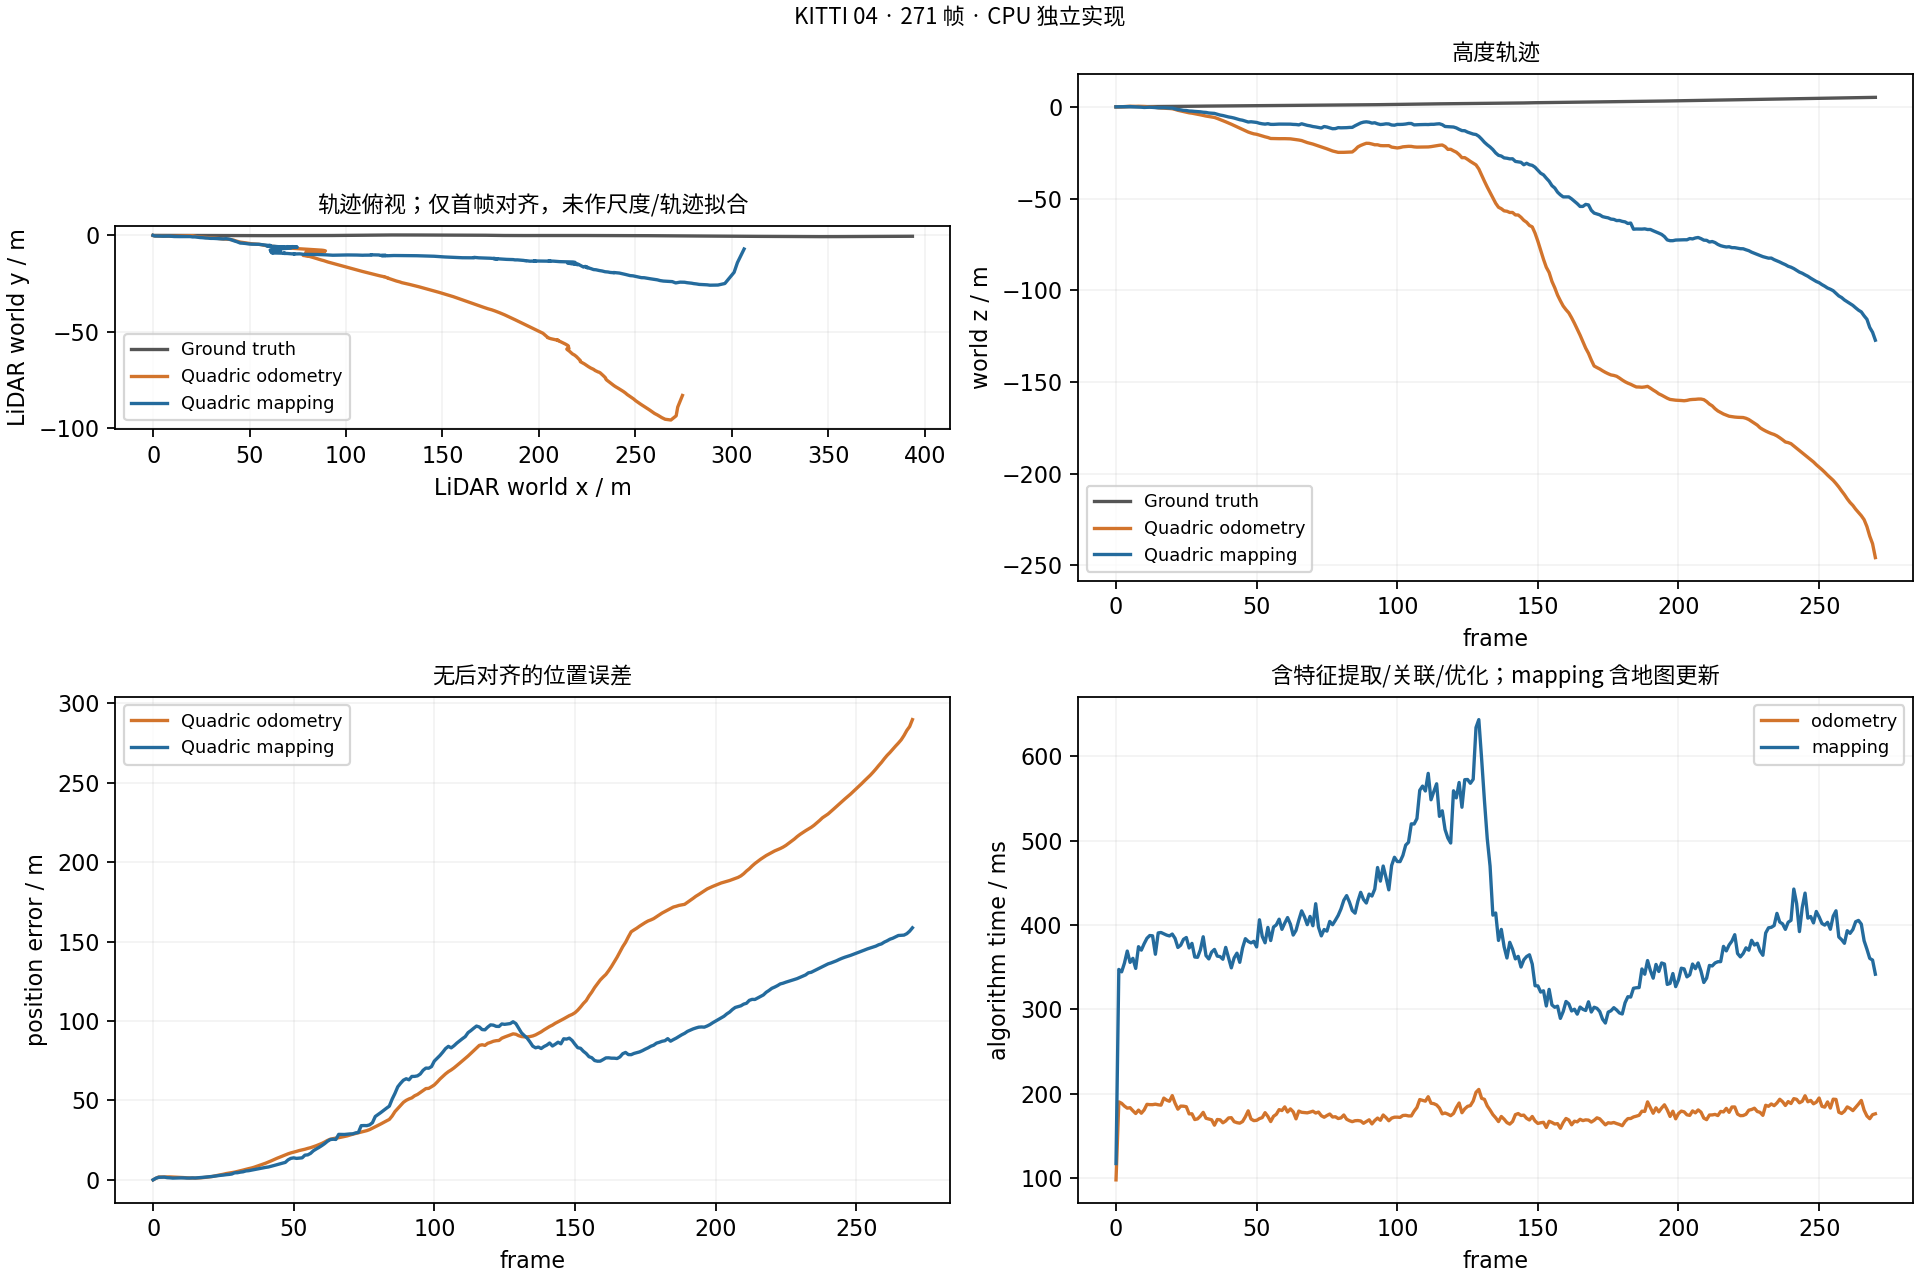 KITTI 04 · 271 帧 · CPU 独立实现
轨迹俯视；仅首帧对齐，未作尺度/轨迹拟合
LiDAR world y / m
0
−50
−100
Ground truth
Quadric odometry
Quadric mapping
0 50 100 150 200 250 300 350 400
LiDAR world x / m
高度轨迹
world z / m
0
−50
−100
−150
−200
−250
Ground truth
Quadric odometry
Quadric mapping
0 50 100 150 200 250
frame
无后对齐的位置误差
position error / m
300
250
200
150
100
50
0
Quadric odometry
Quadric mapping
0 50 100 150 200 250
frame
含特征提取/关联/优化；mapping 含地图更新
algorithm time / ms
600
500
400
300
200
100
odometry
mapping
0 50 100 150 200 250
frame